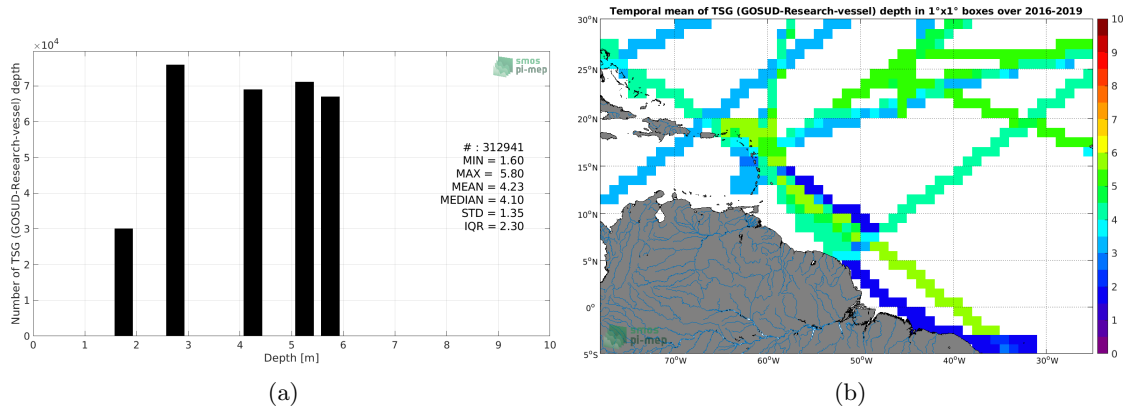 ×10⁴
Number of TSG (GOSUD-Research-vessel) depth
7
6
5
4
3
2
1
0
0 1 2 3 4 5 6 7 8 9 10
Depth [m]
smos
pi-mep
# : 312941
MIN = 1.60
MAX = 5.80
MEAN = 4.23
MEDIAN = 4.10
STD = 1.35
IQR = 2.30
(a)
Temporal mean of TSG (GOSUD-Research-vessel) depth in 1°x1° boxes over 2016-2019
30°N
25°N
20°N
15°N
10°N
5°N
0°
5°S
70°W 60°W 50°W 40°W 30°W
smos
pi-mep
10
9
8
7
6
5
4
3
2
1
0
(b)